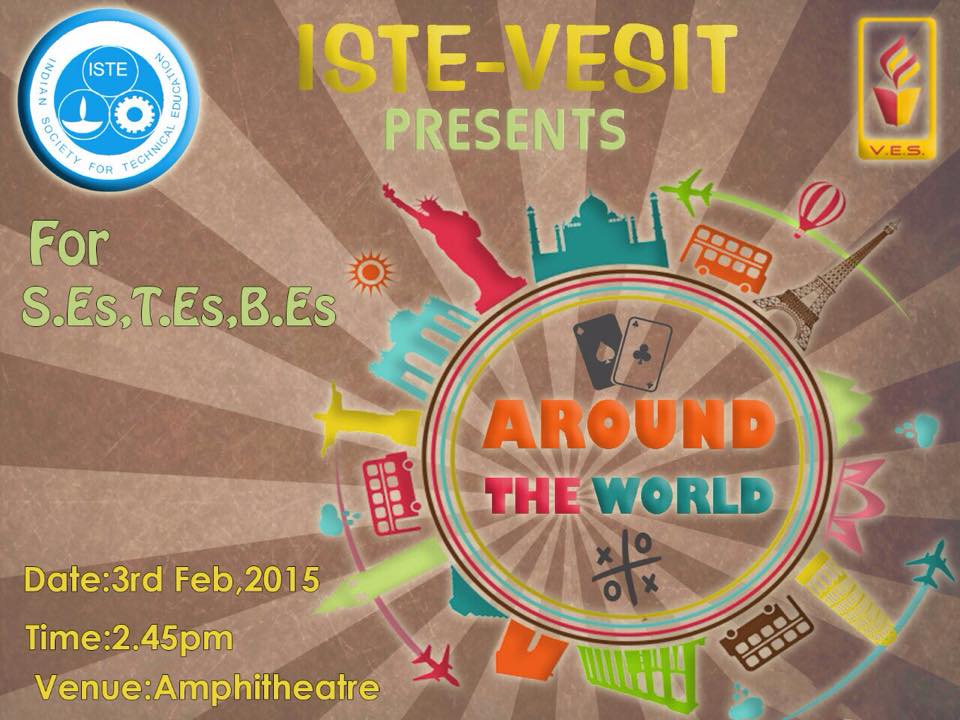 ISTE
INDIAN SOCIETY FOR TECHNICAL EDUCATION
ISTE-VESIT
PRESENTS
V.E.S.
For
S.Es,T.Es,B.Es
AROUND
THE WORLD
Date:3rd Feb,2015
Time:2.45pm
Venue:Amphitheatre